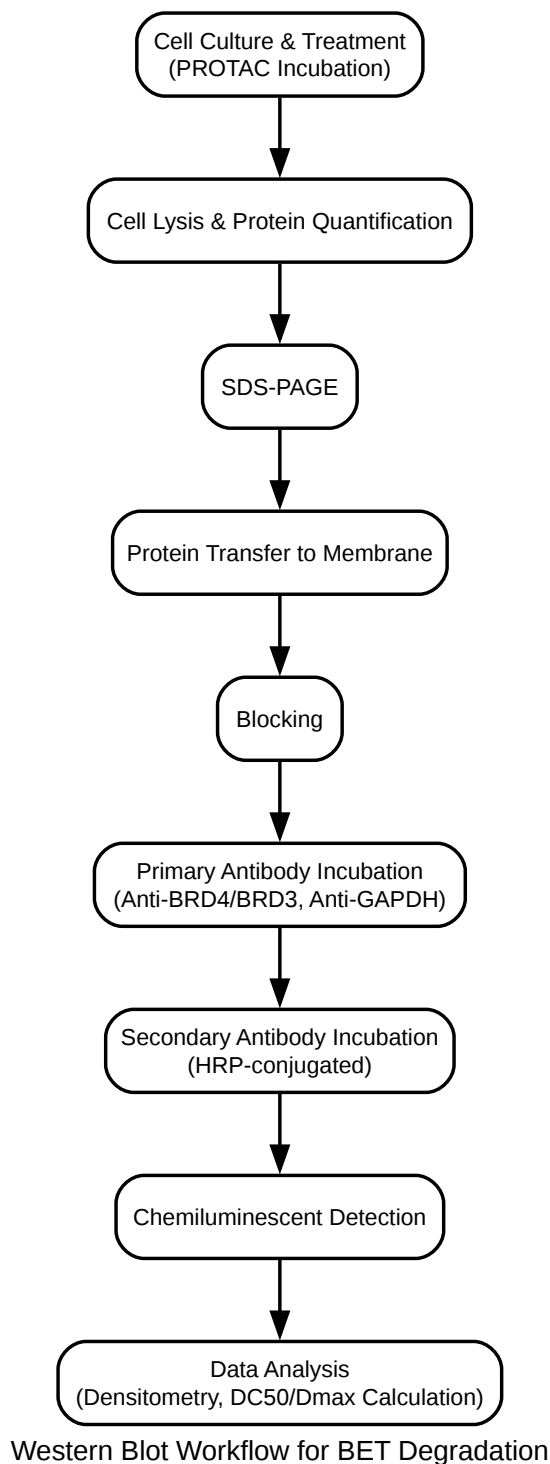 Cell Culture & Treatment
(PROTAC Incubation)
Cell Lysis & Protein Quantification
SDS-PAGE
Protein Transfer to Membrane
Blocking
Primary Antibody Incubation
(Anti-BRD4/BRD3, Anti-GAPDH)
Secondary Antibody Incubation
(HRP-conjugated)
Chemiluminescent Detection
Data Analysis
(Densitometry, DC50/Dmax Calculation)
Western Blot Workflow for BET Degradation